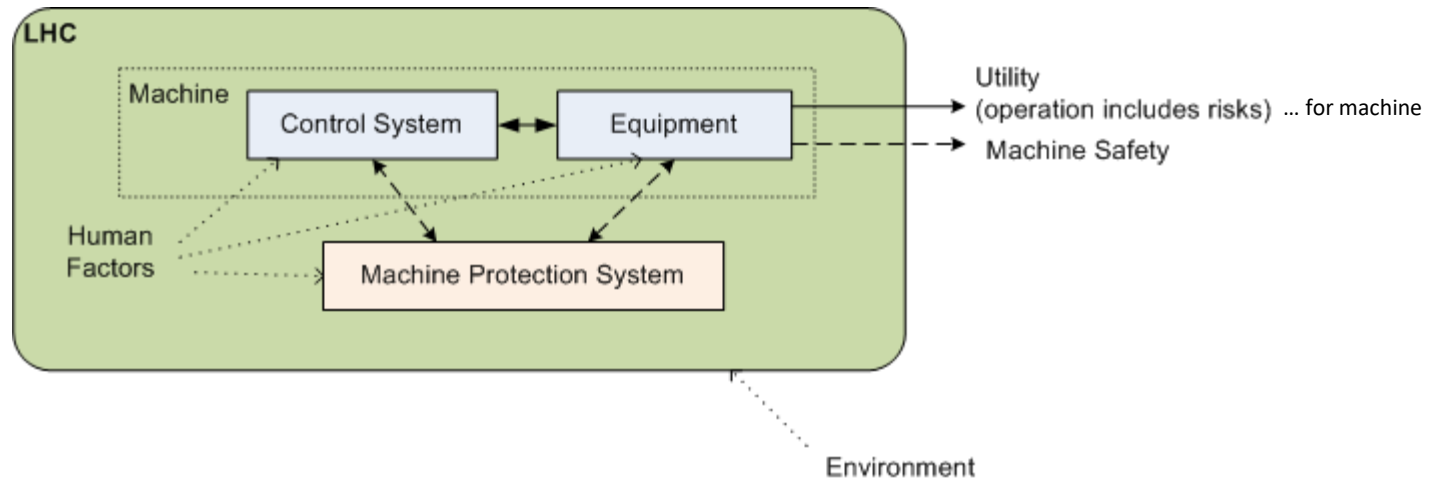 LHC
Machine
Control System
Equipment
Utility
(operation includes risks) ... for machine
Machine Safety
Human
Factors
Machine Protection System
Environment